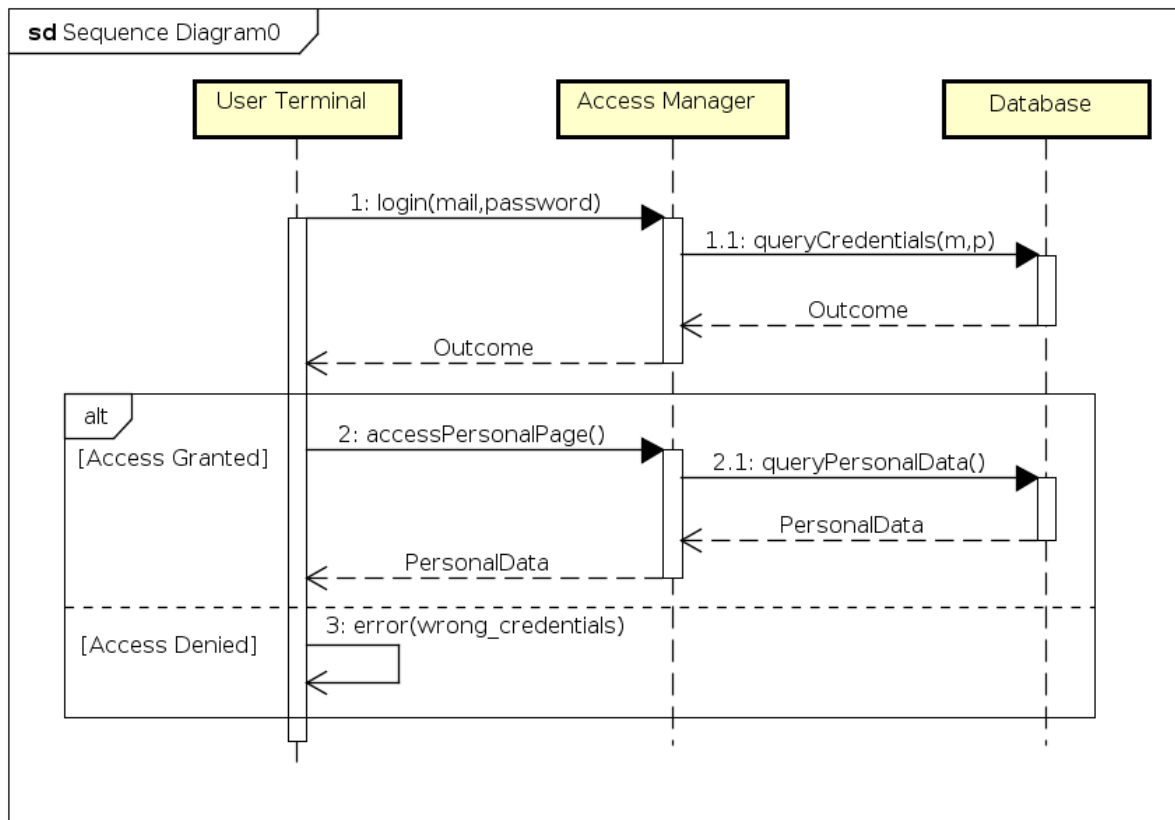 sd Sequence Diagram0
User Terminal
Access Manager
Database
1: login(mail,password)
1.1: queryCredentials(m,p)
Outcome
Outcome
alt
[Access Granted]
2: accessPersonalPage()
2.1: queryPersonalData()
PersonalData
PersonalData
[Access Denied]
3: error(wrong_credentials)